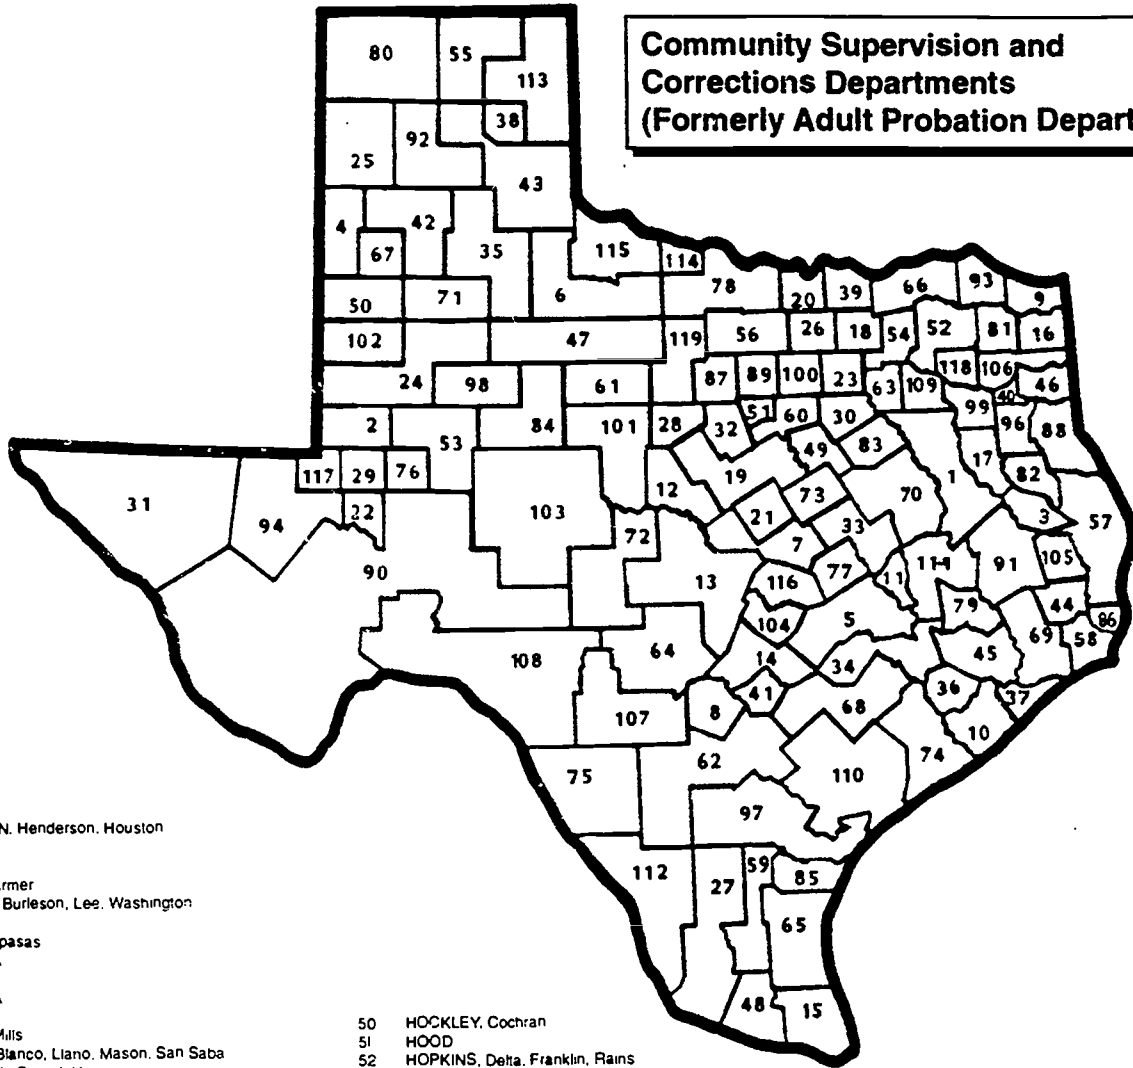 Community Supervision and
Corrections Departments
(Formerly Adult Probation Depart
80 55 113
38
92
25
43
4 42
67 35 115 114
50 71 6 78 20 39 66 93 9
102 47 119 56 26 18 54 52 81 16
24 98 61 87 89 100 23 63 109 118 106 46
40
2 53 84 101 28 32 51 60 30 99 96 88
117 29 76 19 49 83 17 82
31 94 22 103 12 21 73 70 1 3 57
72 7 33
90 13 116 77 11 111 91 105
104 5 79 44 86
108 64 14 34 45 69 58
107 8 41 68 36 37
10
75 62 110 74
97
112 27 59 85
65
48 15
N. Henderson. Houston
rmer
Burleson, Lee. Washington
pasas
Mills
Blanco, Llano. Mason. San Saba
50 HOCKLEY, Cochran
51 HOOD
52 HOPKINS, Delta. Franklin, Rains